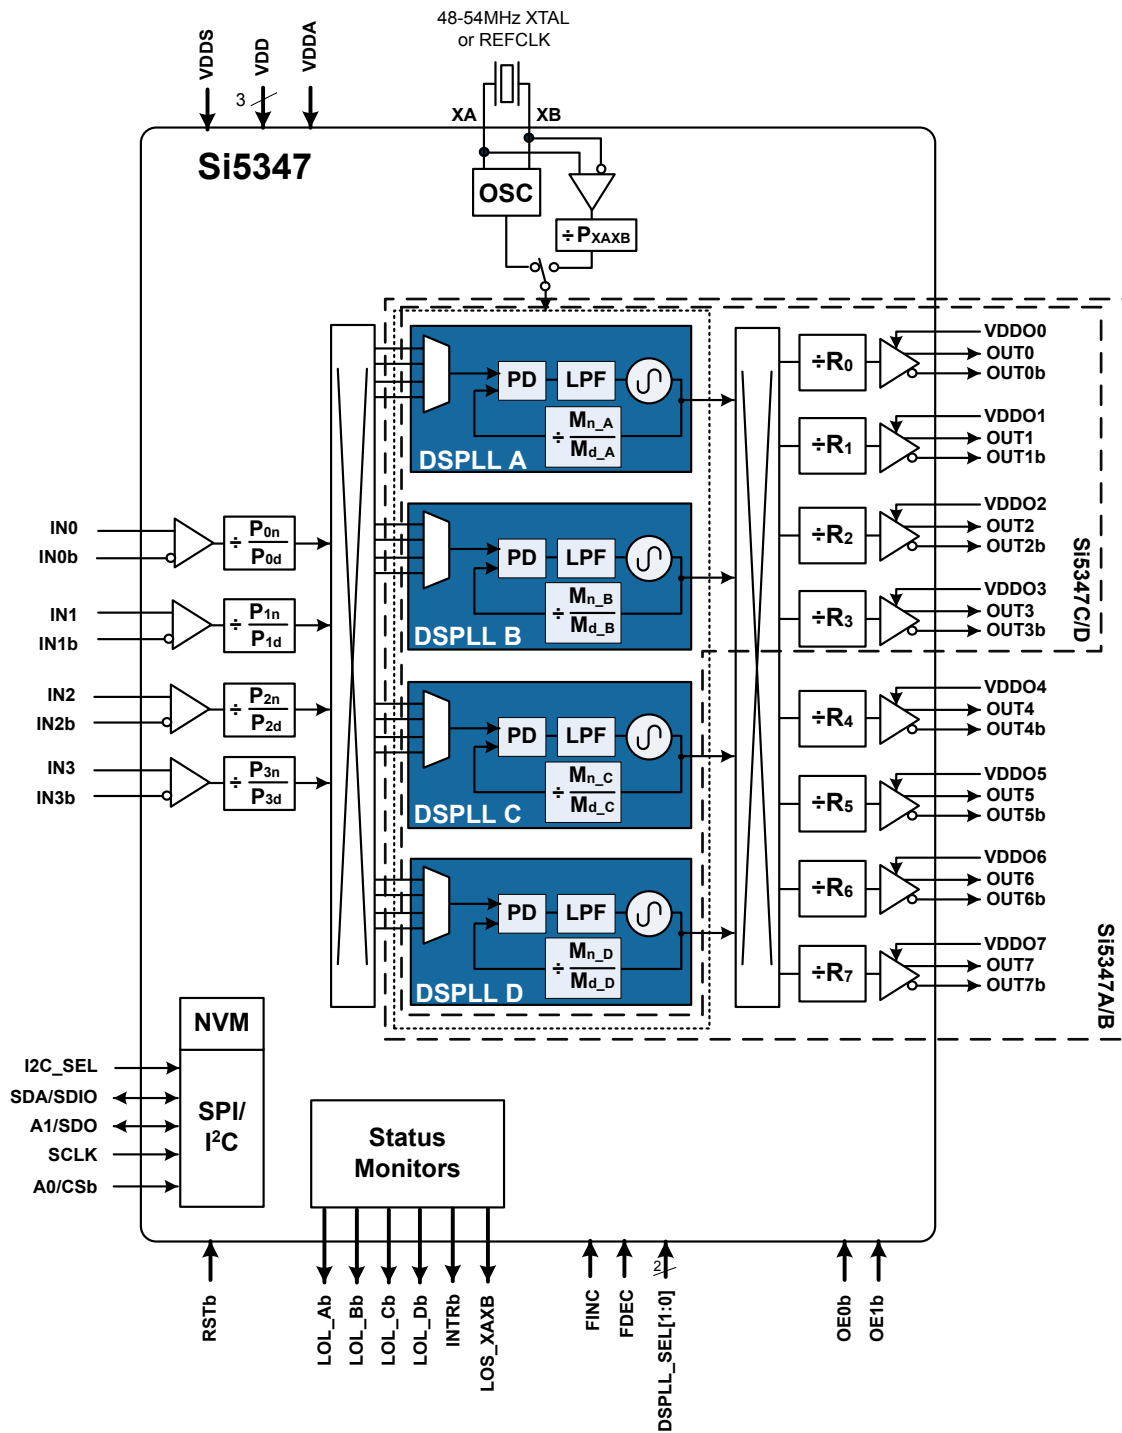 48-54MHz XTAL
or REFCLK
VDDS
VDD
VDDA
3
XA
XB
Si5347
OSC
÷PXAXB
DSPLL A
PD
LPF
÷ Mn_A
Md_A
DSPLL B
PD
LPF
÷ Mn_B
Md_B
DSPLL C
PD
LPF
÷ Mn_C
Md_C
DSPLL D
PD
LPF
÷ Mn_D
Md_D
IN0
IN0b
÷ P0n
P0d
IN1
IN1b
÷ P1n
P1d
IN2
IN2b
÷ P2n
P2d
IN3
IN3b
÷ P3n
P3d
÷R0
VDDO0
OUT0
OUT0b
÷R1
VDDO1
OUT1
OUT1b
÷R2
VDDO2
OUT2
OUT2b
÷R3
VDDO3
OUT3
OUT3b
Si5347C/D
÷R4
VDDO4
OUT4
OUT4b
÷R5
VDDO5
OUT5
OUT5b
÷R6
VDDO6
OUT6
OUT6b
÷R7
VDDO7
OUT7
OUT7b
Si5347A/B
NVM
SPI/
I²C
I2C_SEL
SDA/SDIO
A1/SDO
SCLK
A0/CSb
Status
Monitors
RSTb
LOL_Ab
LOL_Bb
LOL_Cb
LOL_Db
INTRb
LOS_XAXB
FINC
FDEC
2
DSPLL_SEL[1:0]
OE0b
OE1b